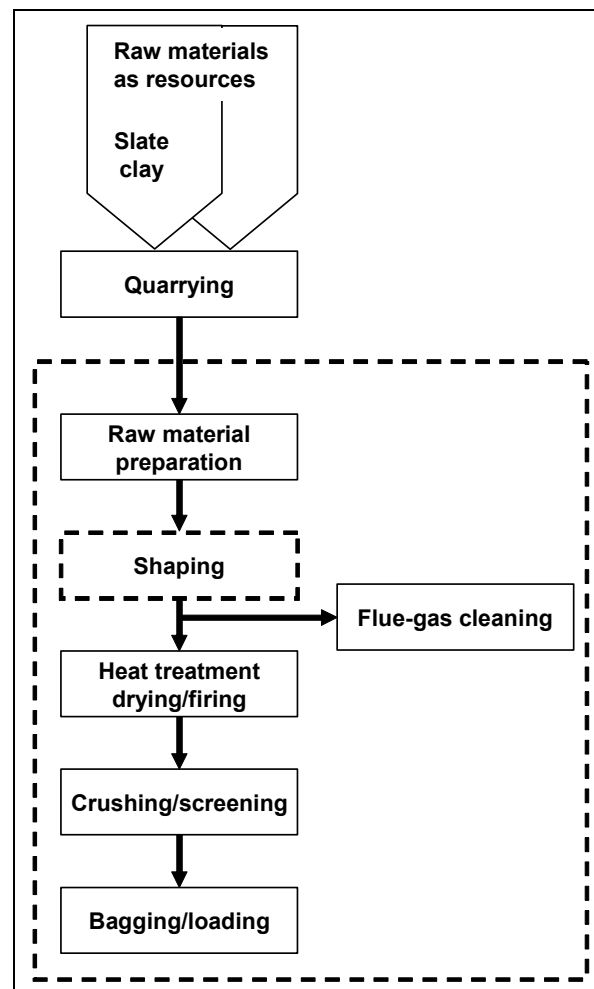 Raw materials
as resources
Slate
clay
Quarrying
Raw material
preparation
Shaping
Flue-gas cleaning
Heat treatment
drying/firing
Crushing/screening
Bagging/loading